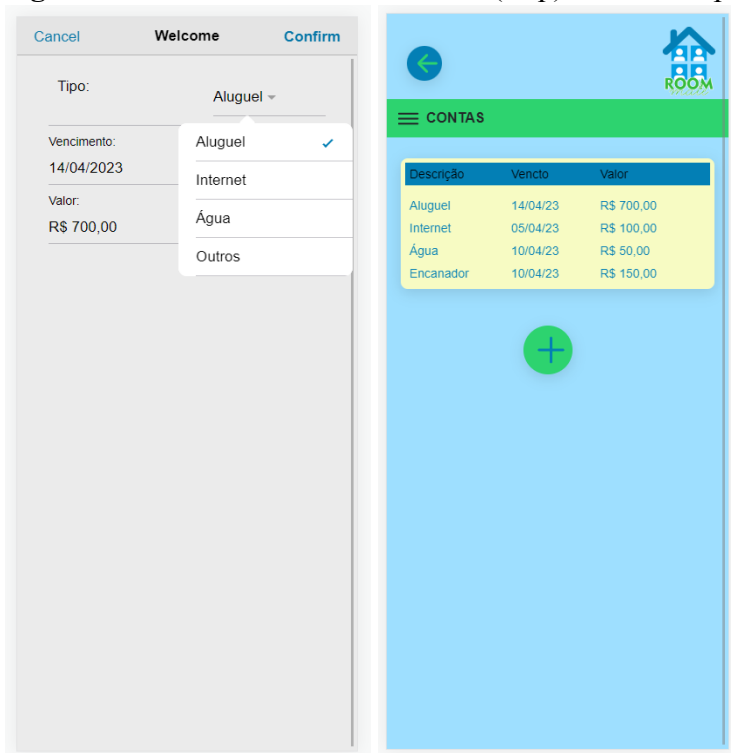 Cancel Welcome Confirm
Tipo:
Aluguel
Aluguel
Internet
Água
Outros
Vencimento:
14/04/2023
Valor:
R$ 700,00
ROOM
CONTAS
Descrição Vencto Valor
Aluguel 14/04/23 R$ 700,00
Internet 05/04/23 R$ 100,00
Água 10/04/23 R$ 50,00
Encanador 10/04/23 R$ 150,00